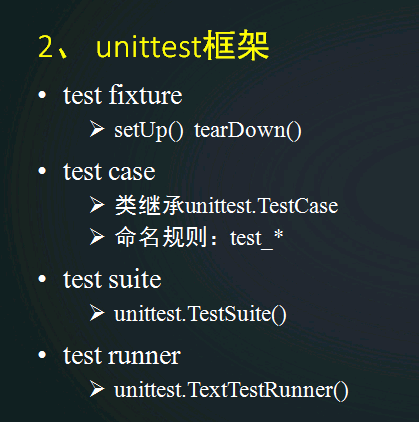 2、 unittest框架
• test fixture
➢ setUp() tearDown()
• test case
➢ 类继承unittest.TestCase
➢ 命名规则：test_*
• test suite
➢ unittest.TestSuite()
• test runner
➢ unittest.TextTestRunner()